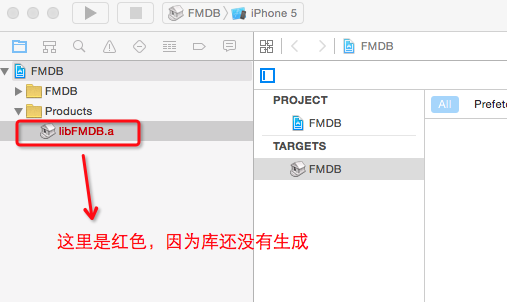 FMDB
iPhone 5
FMDB
FMDB
FMDB
Products
libFMDB.a
PROJECT
FMDB
TARGETS
FMDB
All
Prefete
这里是红色，因为库还没有生成